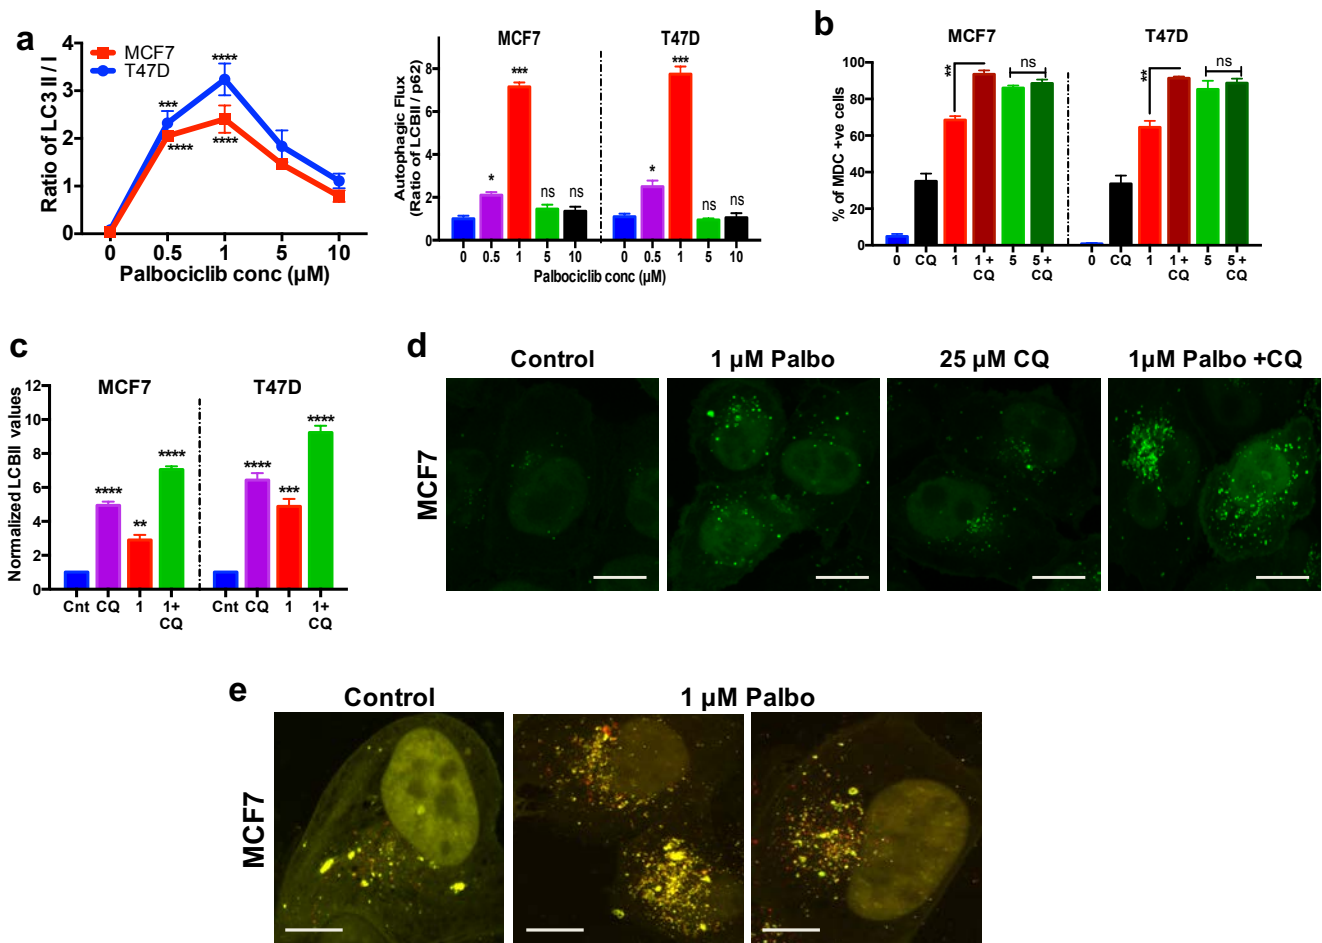 a
Ratio of LC3 II / I
4
3
2
1
0
MCF7
T47D
***
****
****
****
0 0.5 1 5 10
Palbociclib conc (µM)
Autophagic Flux
(Ratio of LCBII / p62)
MCF7 T47D
8
6
4
2
0
* *** ns ns * *** ns ns
0 0.5 1 5 10 0 0.5 1 5 10
Palbociclib conc (µM)
b
MCF7 T47D
% of MDC +ve cells
100
80
60
40
20
0
** ns ** ns
0 CQ 1 1+ 5 5+ 0 CQ 1 1+ 5 5+
CQ CQ CQ CQ
c
MCF7 T47D
Normalized LCBII values
12
10
8
6
4
2
0
**** ** **** **** *** ****
Cnt CQ 1 1+ Cnt CQ 1 1+
CQ CQ
d
Control 1 µM Palbo 25 µM CQ 1µM Palbo +CQ
MCF7
e
Control 1 µM Palbo
MCF7